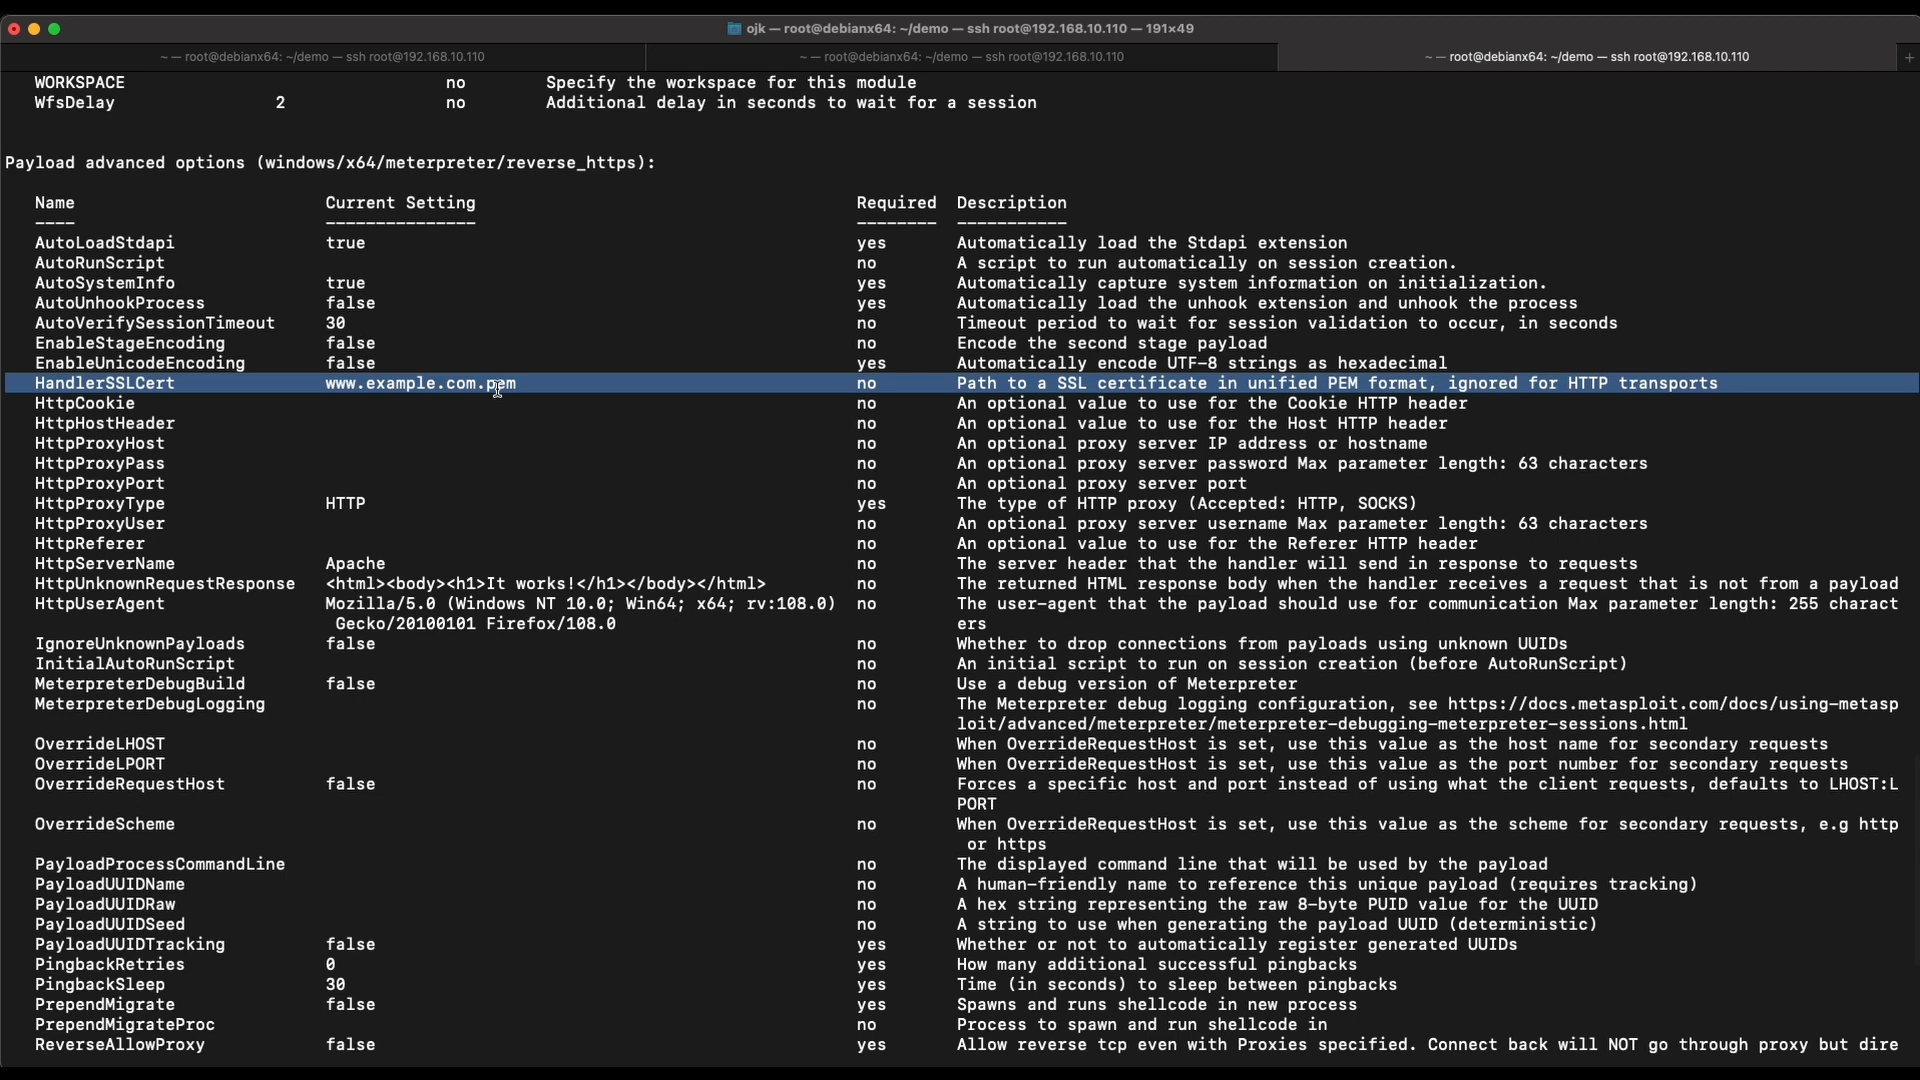 ojk — root@debianx64: ~/demo — ssh root@192.168.10.110 — 191×49
~ — root@debianx64: ~/demo — ssh root@192.168.10.110 ~ — root@debianx64: ~/demo — ssh root@192.168.10.110 ~ — root@debianx64: ~/demo — ssh root@192.168.10.110 +
WORKSPACE no Specify the workspace for this module
WfsDelay 2 no Additional delay in seconds to wait for a session
Payload advanced options (windows/x64/meterpreter/reverse_https):
Name Current Setting Required Description
---- --------------- -------- -----------
AutoLoadStdapi true yes Automatically load the Stdapi extension
AutoRunScript no A script to run automatically on session creation.
AutoSystemInfo true yes Automatically capture system information on initialization.
AutoUnhookProcess false yes Automatically load the unhook extension and unhook the process
AutoVerifySessionTimeout 30 no Timeout period to wait for session validation to occur, in seconds
EnableStageEncoding false no Encode the second stage payload
EnableUnicodeEncoding false yes Automatically encode UTF-8 strings as hexadecimal
HandlerSSLCert www.example.com.pem no Path to a SSL certificate in unified PEM format, ignored for HTTP transports
HttpCookie no An optional value to use for the Cookie HTTP header
HttpHostHeader no An optional value to use for the Host HTTP header
HttpProxyHost no An optional proxy server IP address or hostname
HttpProxyPass no An optional proxy server password Max parameter length: 63 characters
HttpProxyPort no An optional proxy server port
HttpProxyType HTTP yes The type of HTTP proxy (Accepted: HTTP, SOCKS)
HttpProxyUser no An optional proxy server username Max parameter length: 63 characters
HttpReferer no An optional value to use for the Referer HTTP header
HttpServerName Apache no The server header that the handler will send in response to requests
HttpUnknownRequestResponse <html><body><h1>It works!</h1></body></html> no The returned HTML response body when the handler receives a request that is not from a payload
HttpUserAgent Mozilla/5.0 (Windows NT 10.0; Win64; x64; rv:108.0) no The user-agent that the payload should use for communication Max parameter length: 255 charact
Gecko/20100101 Firefox/108.0 ers
IgnoreUnknownPayloads false no Whether to drop connections from payloads using unknown UUIDs
InitialAutoRunScript no An initial script to run on session creation (before AutoRunScript)
MeterpreterDebugBuild false no Use a debug version of Meterpreter
MeterpreterDebugLogging no The Meterpreter debug logging configuration, see https://docs.metasploit.com/docs/using-metasp
loit/advanced/meterpreter/meterpreter-debugging-meterpreter-sessions.html
OverrideLHOST no When OverrideRequestHost is set, use this value as the host name for secondary requests
OverrideLPORT no When OverrideRequestHost is set, use this value as the port number for secondary requests
OverrideRequestHost false no Forces a specific host and port instead of using what the client requests, defaults to LHOST:L
PORT
OverrideScheme no When OverrideRequestHost is set, use this value as the scheme for secondary requests, e.g http
or https
PayloadProcessCommandLine no The displayed command line that will be used by the payload
PayloadUUIDName no A human-friendly name to reference this unique payload (requires tracking)
PayloadUUIDRaw no A hex string representing the raw 8-byte PUID value for the UUID
PayloadUUIDSeed no A string to use when generating the payload UUID (deterministic)
PayloadUUIDTracking false yes Whether or not to automatically register generated UUIDs
PingbackRetries 0 yes How many additional successful pingbacks
PingbackSleep 30 yes Time (in seconds) to sleep between pingbacks
PrependMigrate false yes Spawns and runs shellcode in new process
PrependMigrateProc no Process to spawn and run shellcode in
ReverseAllowProxy false yes Allow reverse tcp even with Proxies specified. Connect back will NOT go through proxy but dire